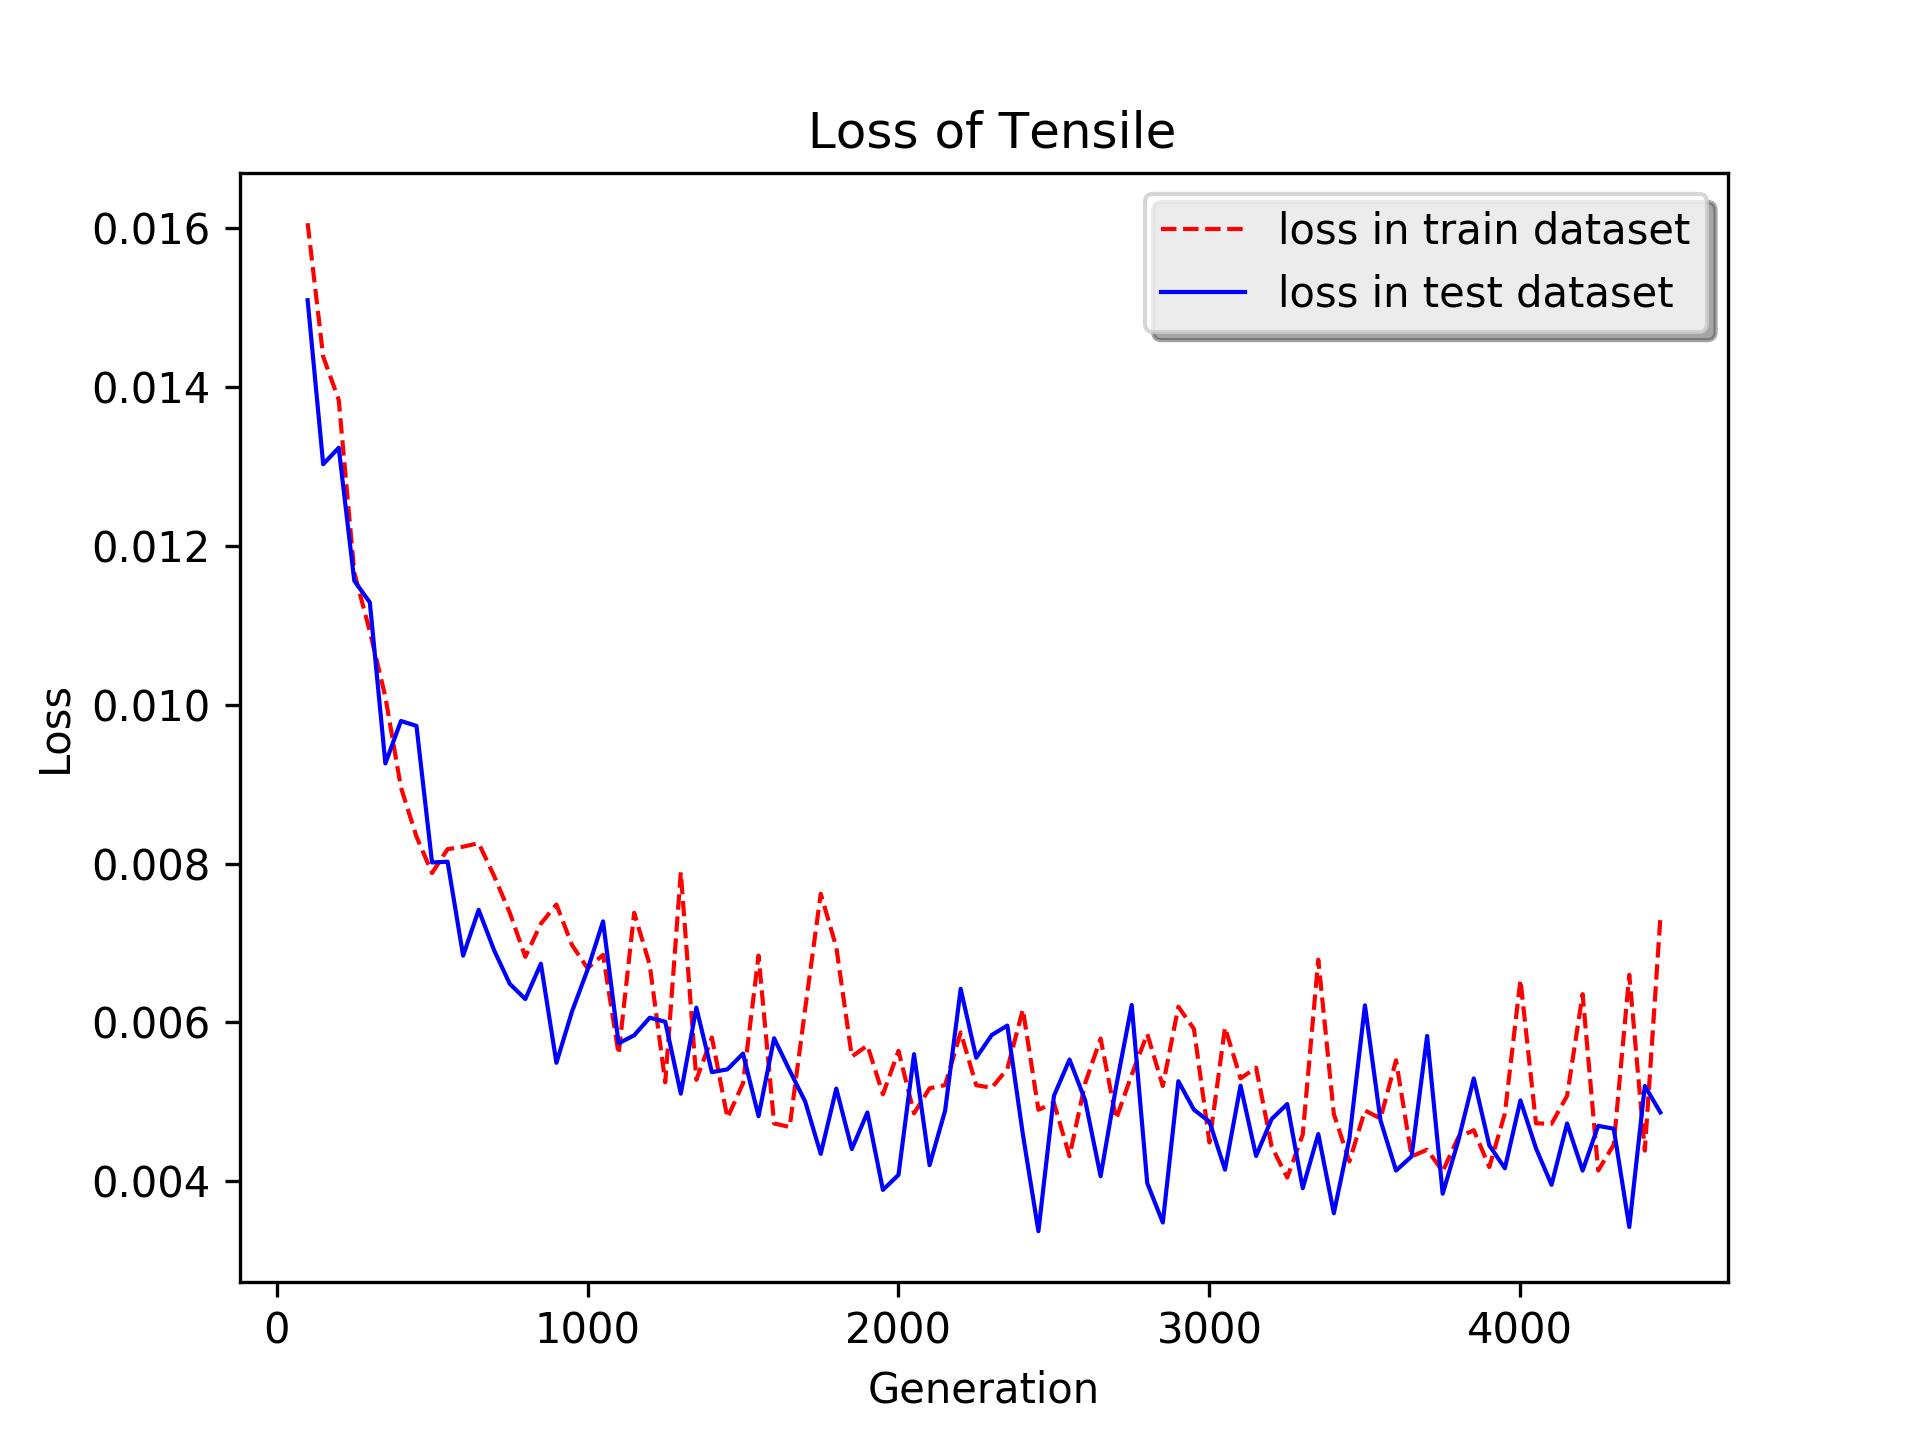 Loss of Tensile
loss in train dataset
loss in test dataset
0.016
0.014
0.012
0.010
0.008
0.006
0.004
Loss
0 1000 2000 3000 4000
Generation